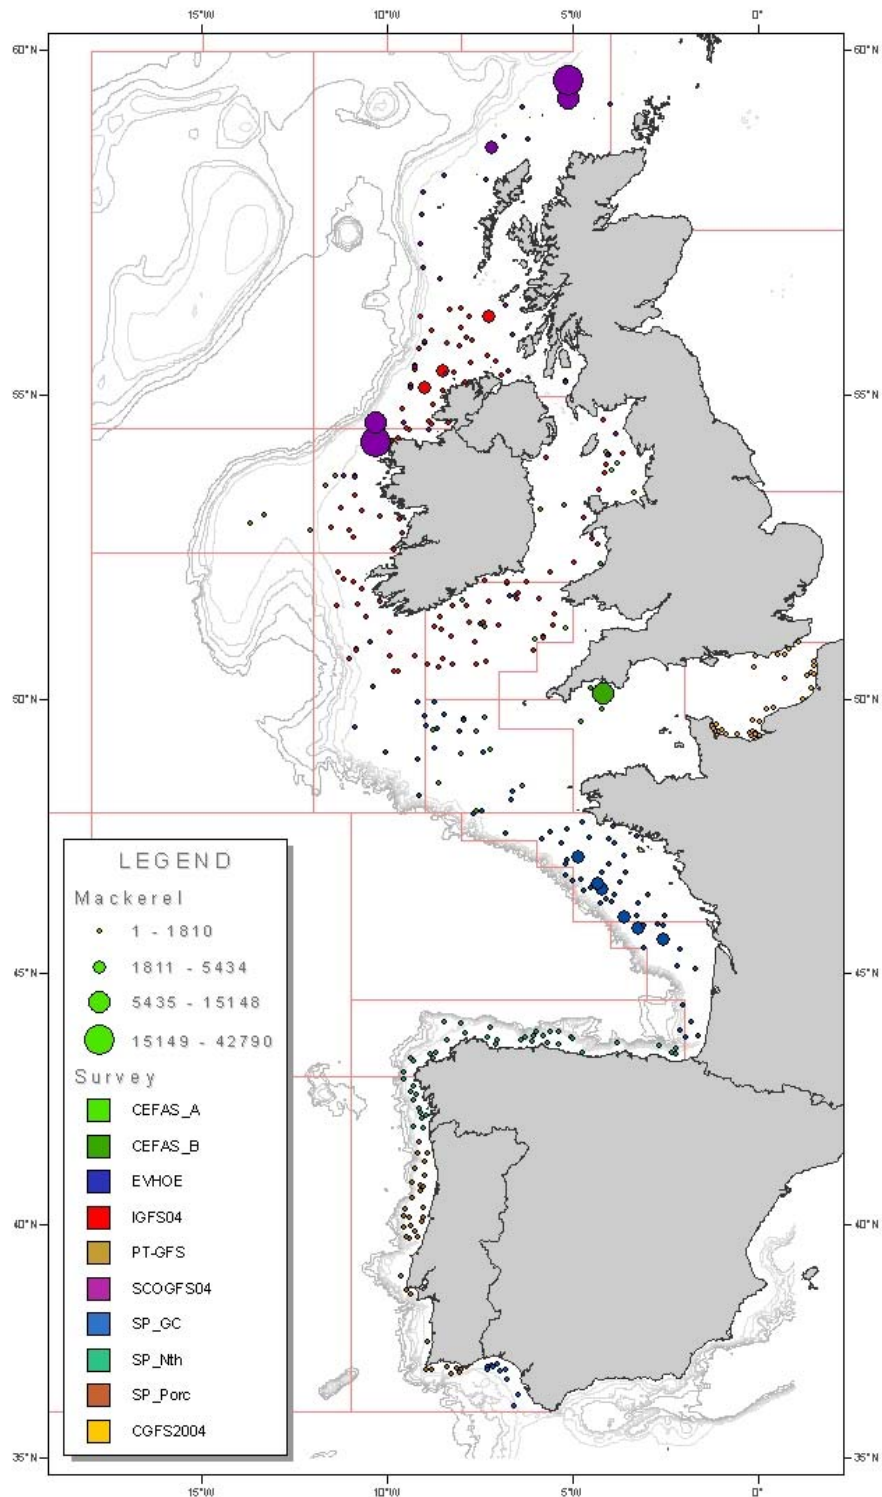 15°W 10°W 5°W 0°
60°N 60°N
55°N 55°N
50°N 50°N
45°N 45°N
40°N 40°N
35°N 35°N
LEGEND
Mackerel
1 - 1810
1811 - 5434
5435 - 15148
15149 - 42790
Survey
CEFAS_A
CEFAS_B
EVHOE
IGFS04
PT-GFS
SCOGFS04
SP_GC
SP_Nth
SP_Porc
CGFS2004
15°W 10°W 5°W 0°